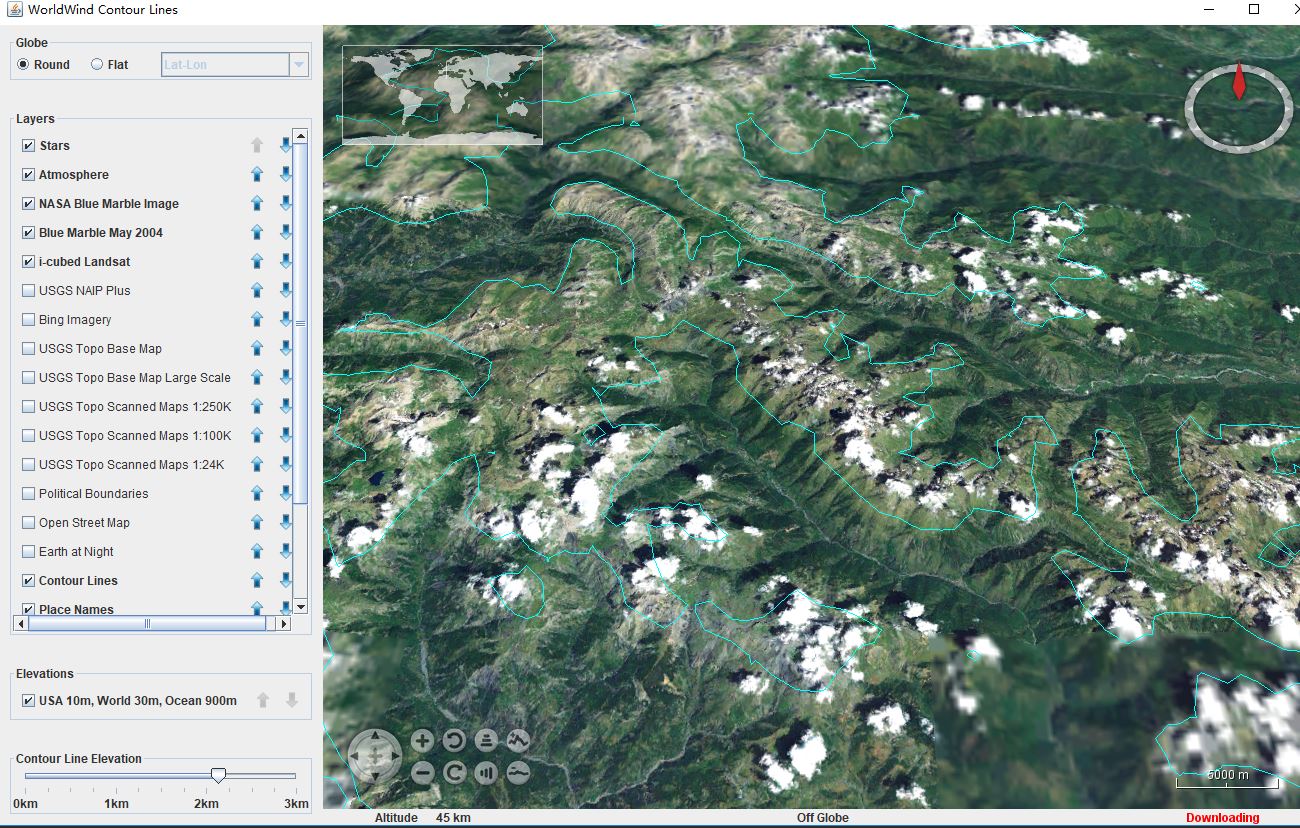 WorldWind Contour Lines
Globe
Round Flat Lat-Lon
Layers
Stars
Atmosphere
NASA Blue Marble Image
Blue Marble May 2004
i-cubed Landsat
USGS NAIP Plus
Bing Imagery
USGS Topo Base Map
USGS Topo Base Map Large Scale
USGS Topo Scanned Maps 1:250K
USGS Topo Scanned Maps 1:100K
USGS Topo Scanned Maps 1:24K
Political Boundaries
Open Street Map
Earth at Night
Contour Lines
Place Names
Elevations
USA 10m, World 30m, Ocean 900m
Contour Line Elevation
0km 1km 2km 3km
6000 m
Altitude 45 km Off Globe Downloading